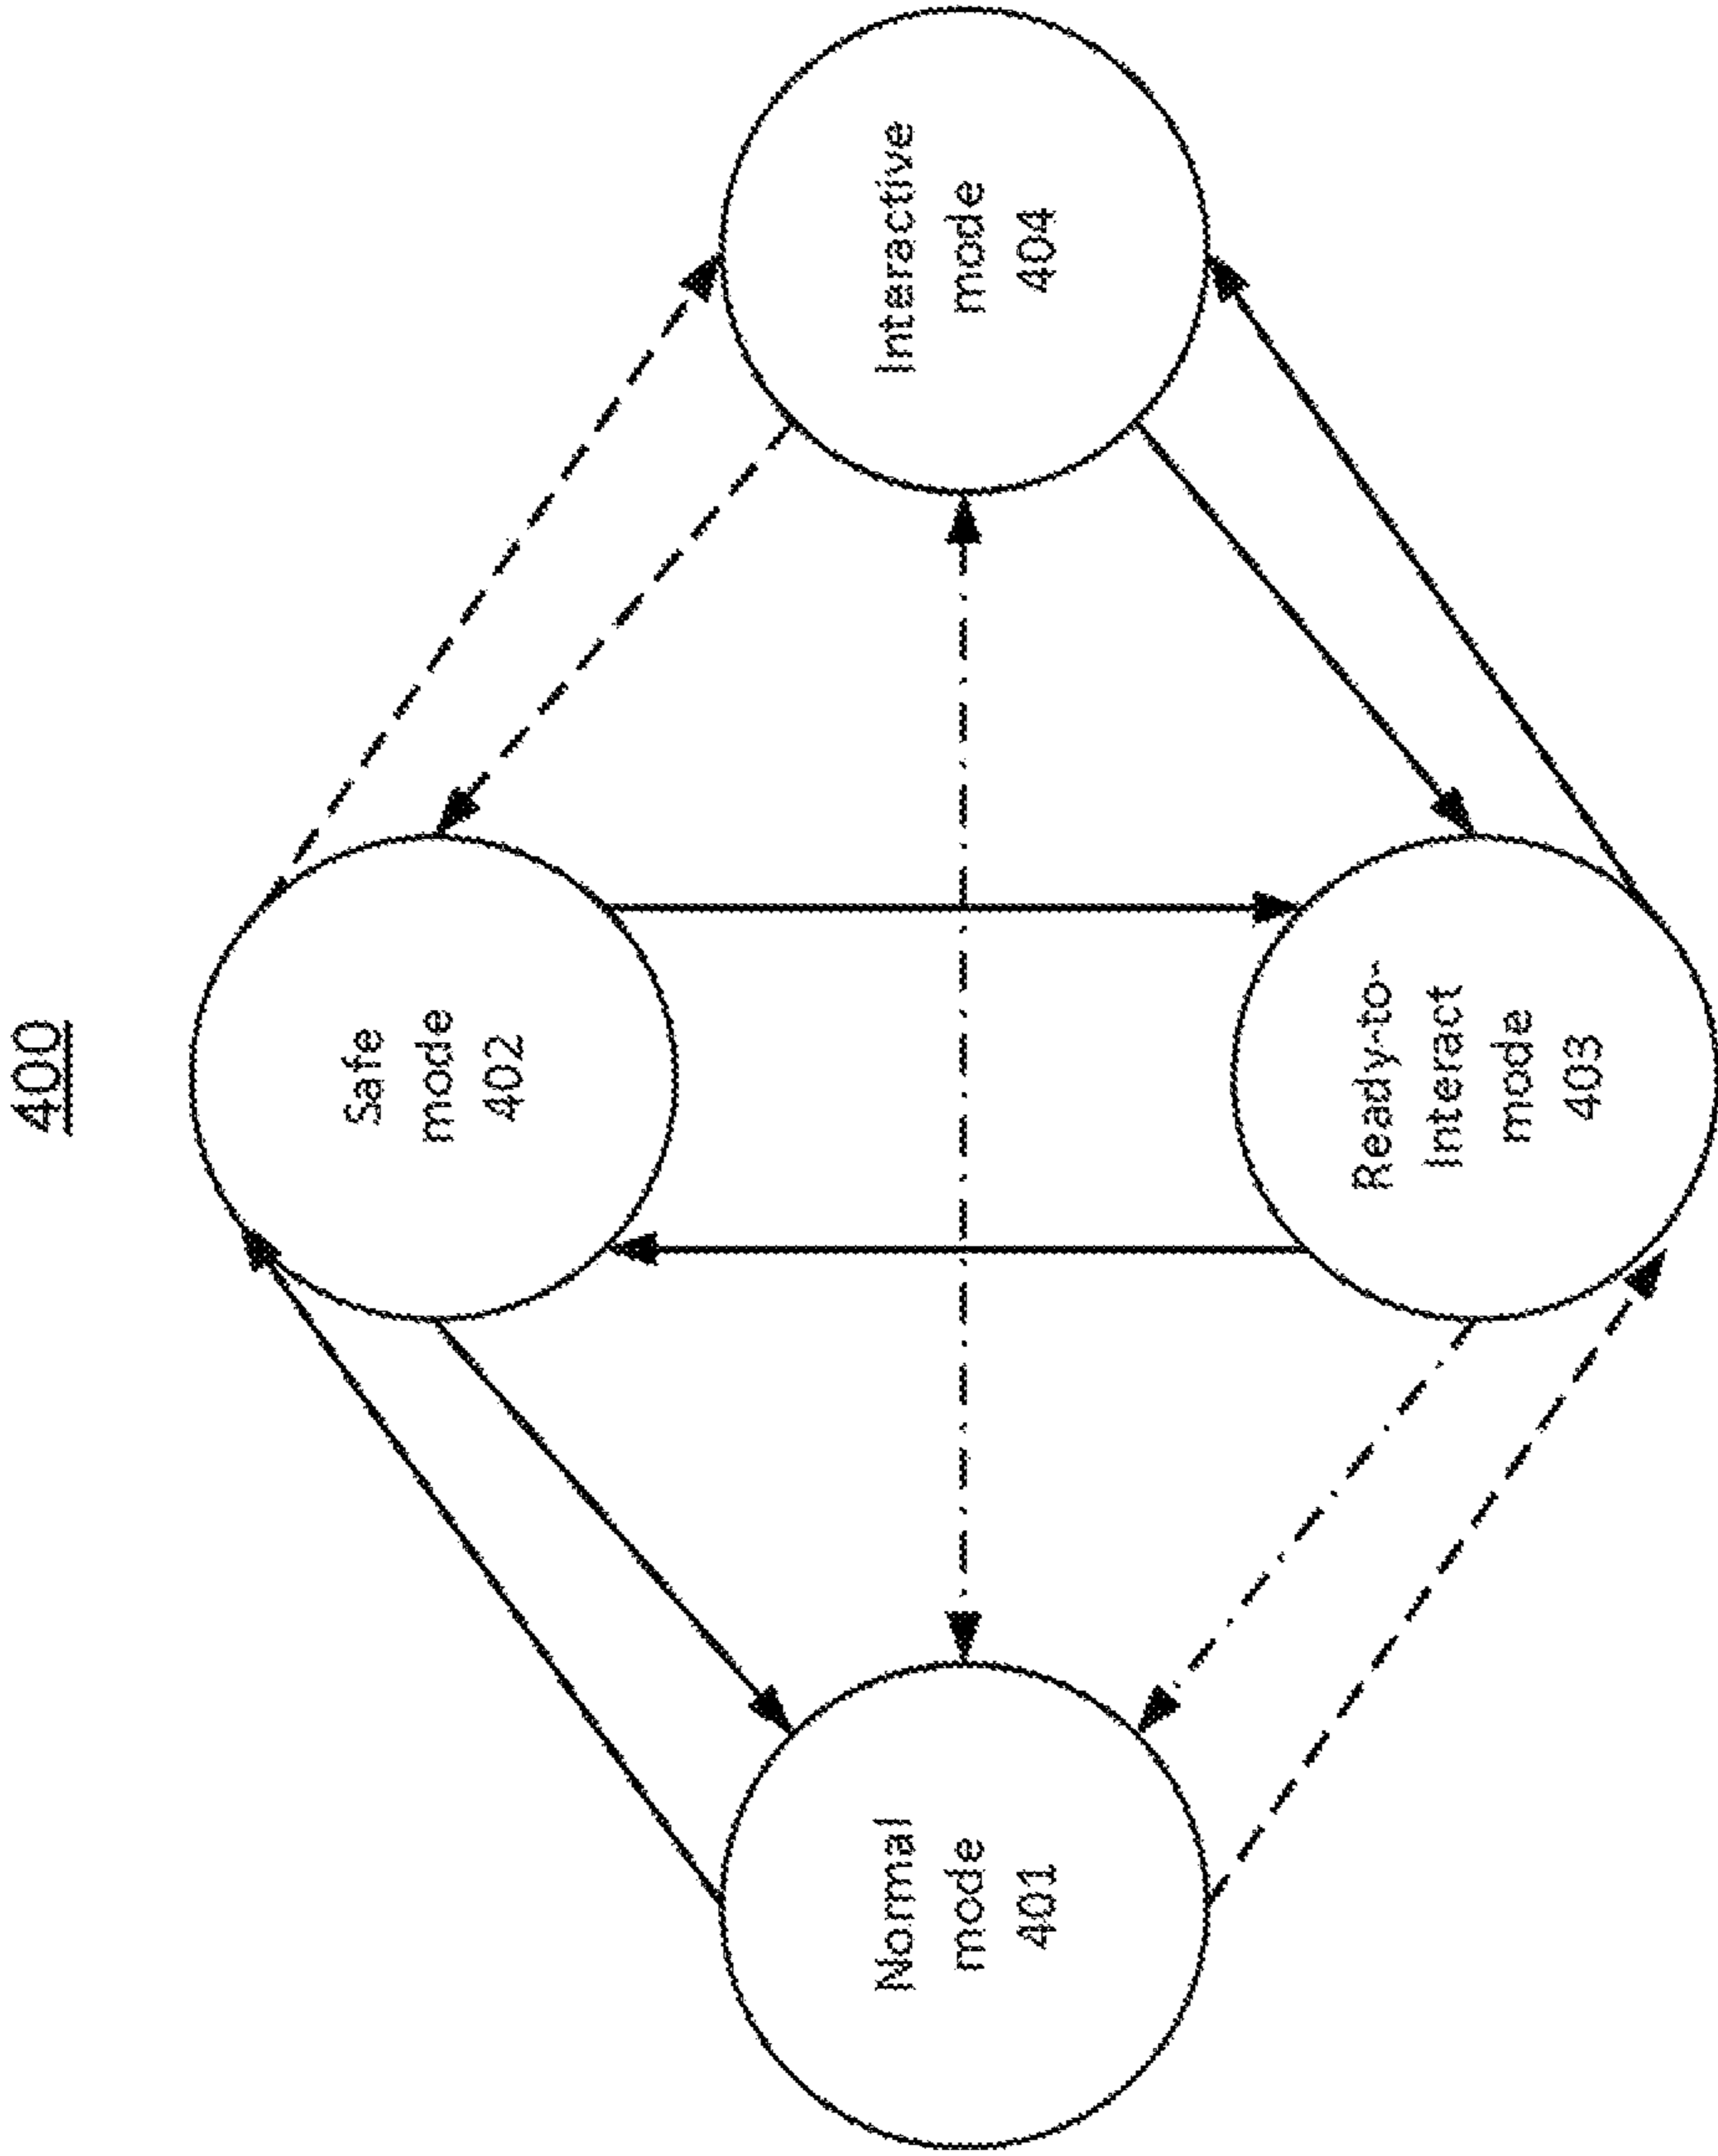 400
Safe
mode
402
Normal
mode
401
Interactive
mode
404
Ready-to-
Interact
mode
403